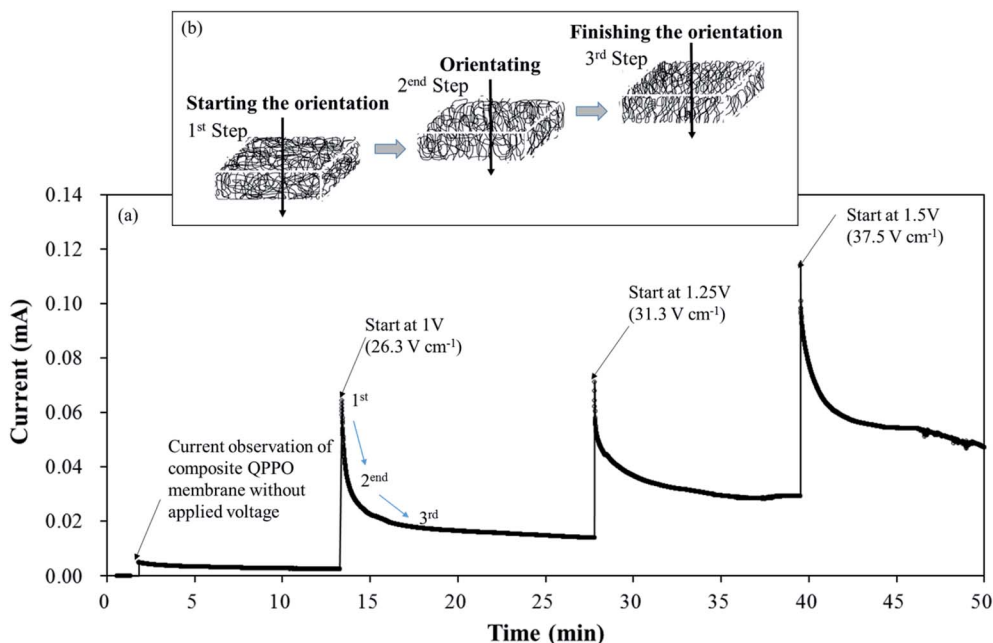 (b)
Finishing the orientation
3rd Step
Orientating
2end Step
Starting the orientation
1st Step
(a)
0.14
0.12
0.10
0.08
0.06
0.04
0.02
0.00
Current (mA)
Start at 1.5V
(37.5 V cm-1)
Start at 1.25V
(31.3 V cm-1)
Start at 1V
(26.3 V cm-1)
1st
2end
3rd
Current observation of
composite QPPO
membrane without
applied voltage
0 5 10 15 20 25 30 35 40 45 50
Time (min)